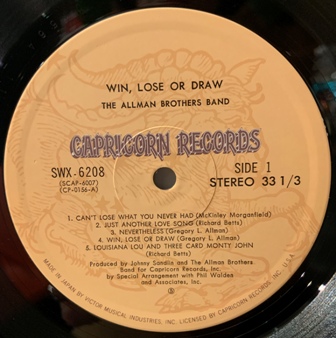 WIN, LOSE OR DRAW
THE ALLMAN BROTHERS BAND
CAPRICORN RECORDS
SWX-6208
(SCAP-6007)
(CP-0156-A)
SIDE 1
STEREO 33 1/3
1. CAN'T LOSE WHAT YOU NEVER HAD (McKinley Morganfield)
2. JUST ANOTHER LOVE SONG (Richard Betts)
3. NEVERTHELESS (Gregory L. Allman)
4. WIN, LOSE OR DRAW (Gregory L. Allman)
5. LOUISIANA LOU AND THREE CARD MONTY JOHN
(Richard Betts)
Produced by Johnny Sandlin and The Allman Brothers
Band for Capricorn Records, Inc.
by Special Arrangement with Phil Walden
and Associates, Inc.
MADE IN JAPAN BY VICTOR MUSICAL INDUSTRIES, INC. LICENSED BY CAPRICORN RECORDS INC., U.S.A.